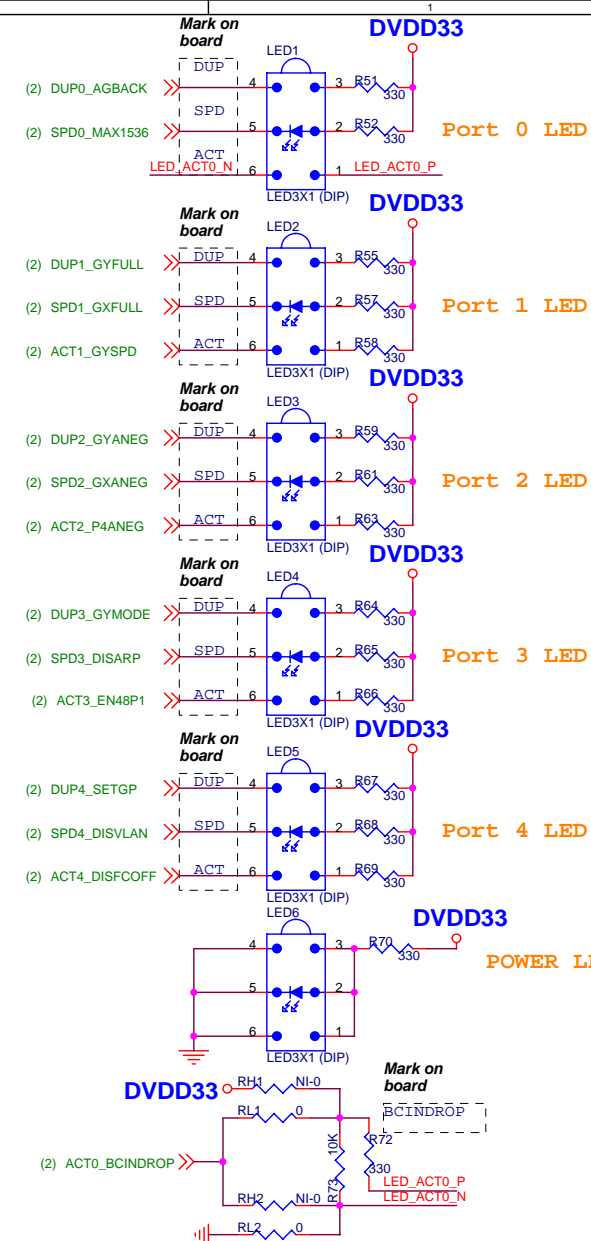 1
Mark on
board
LED1
DVDD33
DUP
(2) DUP0_AGBACK
4
3
R51
330
SPD
(2) SPD0_MAX1536
5
2
R52
330
Port 0 LED
ACT
LED_ACT0_N
6
1
LED_ACT0_P
LED3X1 (DIP)
Mark on
board
LED2
DVDD33
(2) DUP1_GYFULL
DUP
4
3
R55
330
(2) SPD1_GXFULL
SPD
5
2
R57
330
Port 1 LED
(2) ACT1_GYSPD
ACT
6
1
R58
330
LED3X1 (DIP)
Mark on
board
LED3
DVDD33
(2) DUP2_GYANEG
DUP
4
3
R59
330
(2) SPD2_GXANEG
SPD
5
2
R61
330
Port 2 LED
(2) ACT2_P4ANEG
ACT
6
1
R63
330
LED3X1 (DIP)
Mark on
board
LED4
DVDD33
(2) DUP3_GYMODE
DUP
4
3
R64
330
(2) SPD3_DISARP
SPD
5
2
R65
330
Port 3 LED
(2) ACT3_EN48P1
ACT
6
1
R66
330
LED3X1 (DIP)
Mark on
board
LED5
DVDD33
(2) DUP4_SETGP
DUP
4
3
R67
330
(2) SPD4_DISVLAN
SPD
5
2
R68
330
Port 4 LED
(2) ACT4_DISFCOFF
ACT
6
1
R69
330
LED3X1 (DIP)
LED6
DVDD33
4
3
R70
330
POWER LE
5
2
6
1
LED3X1 (DIP)
Mark on
board
DVDD33
RH1
NI-0
BCINDROP
RL1
0
R72
330
10K
R73
(2) ACT0_BCINDROP
LED_ACT0_P
LED_ACT0_N
RH2
NI-0
RL2
0